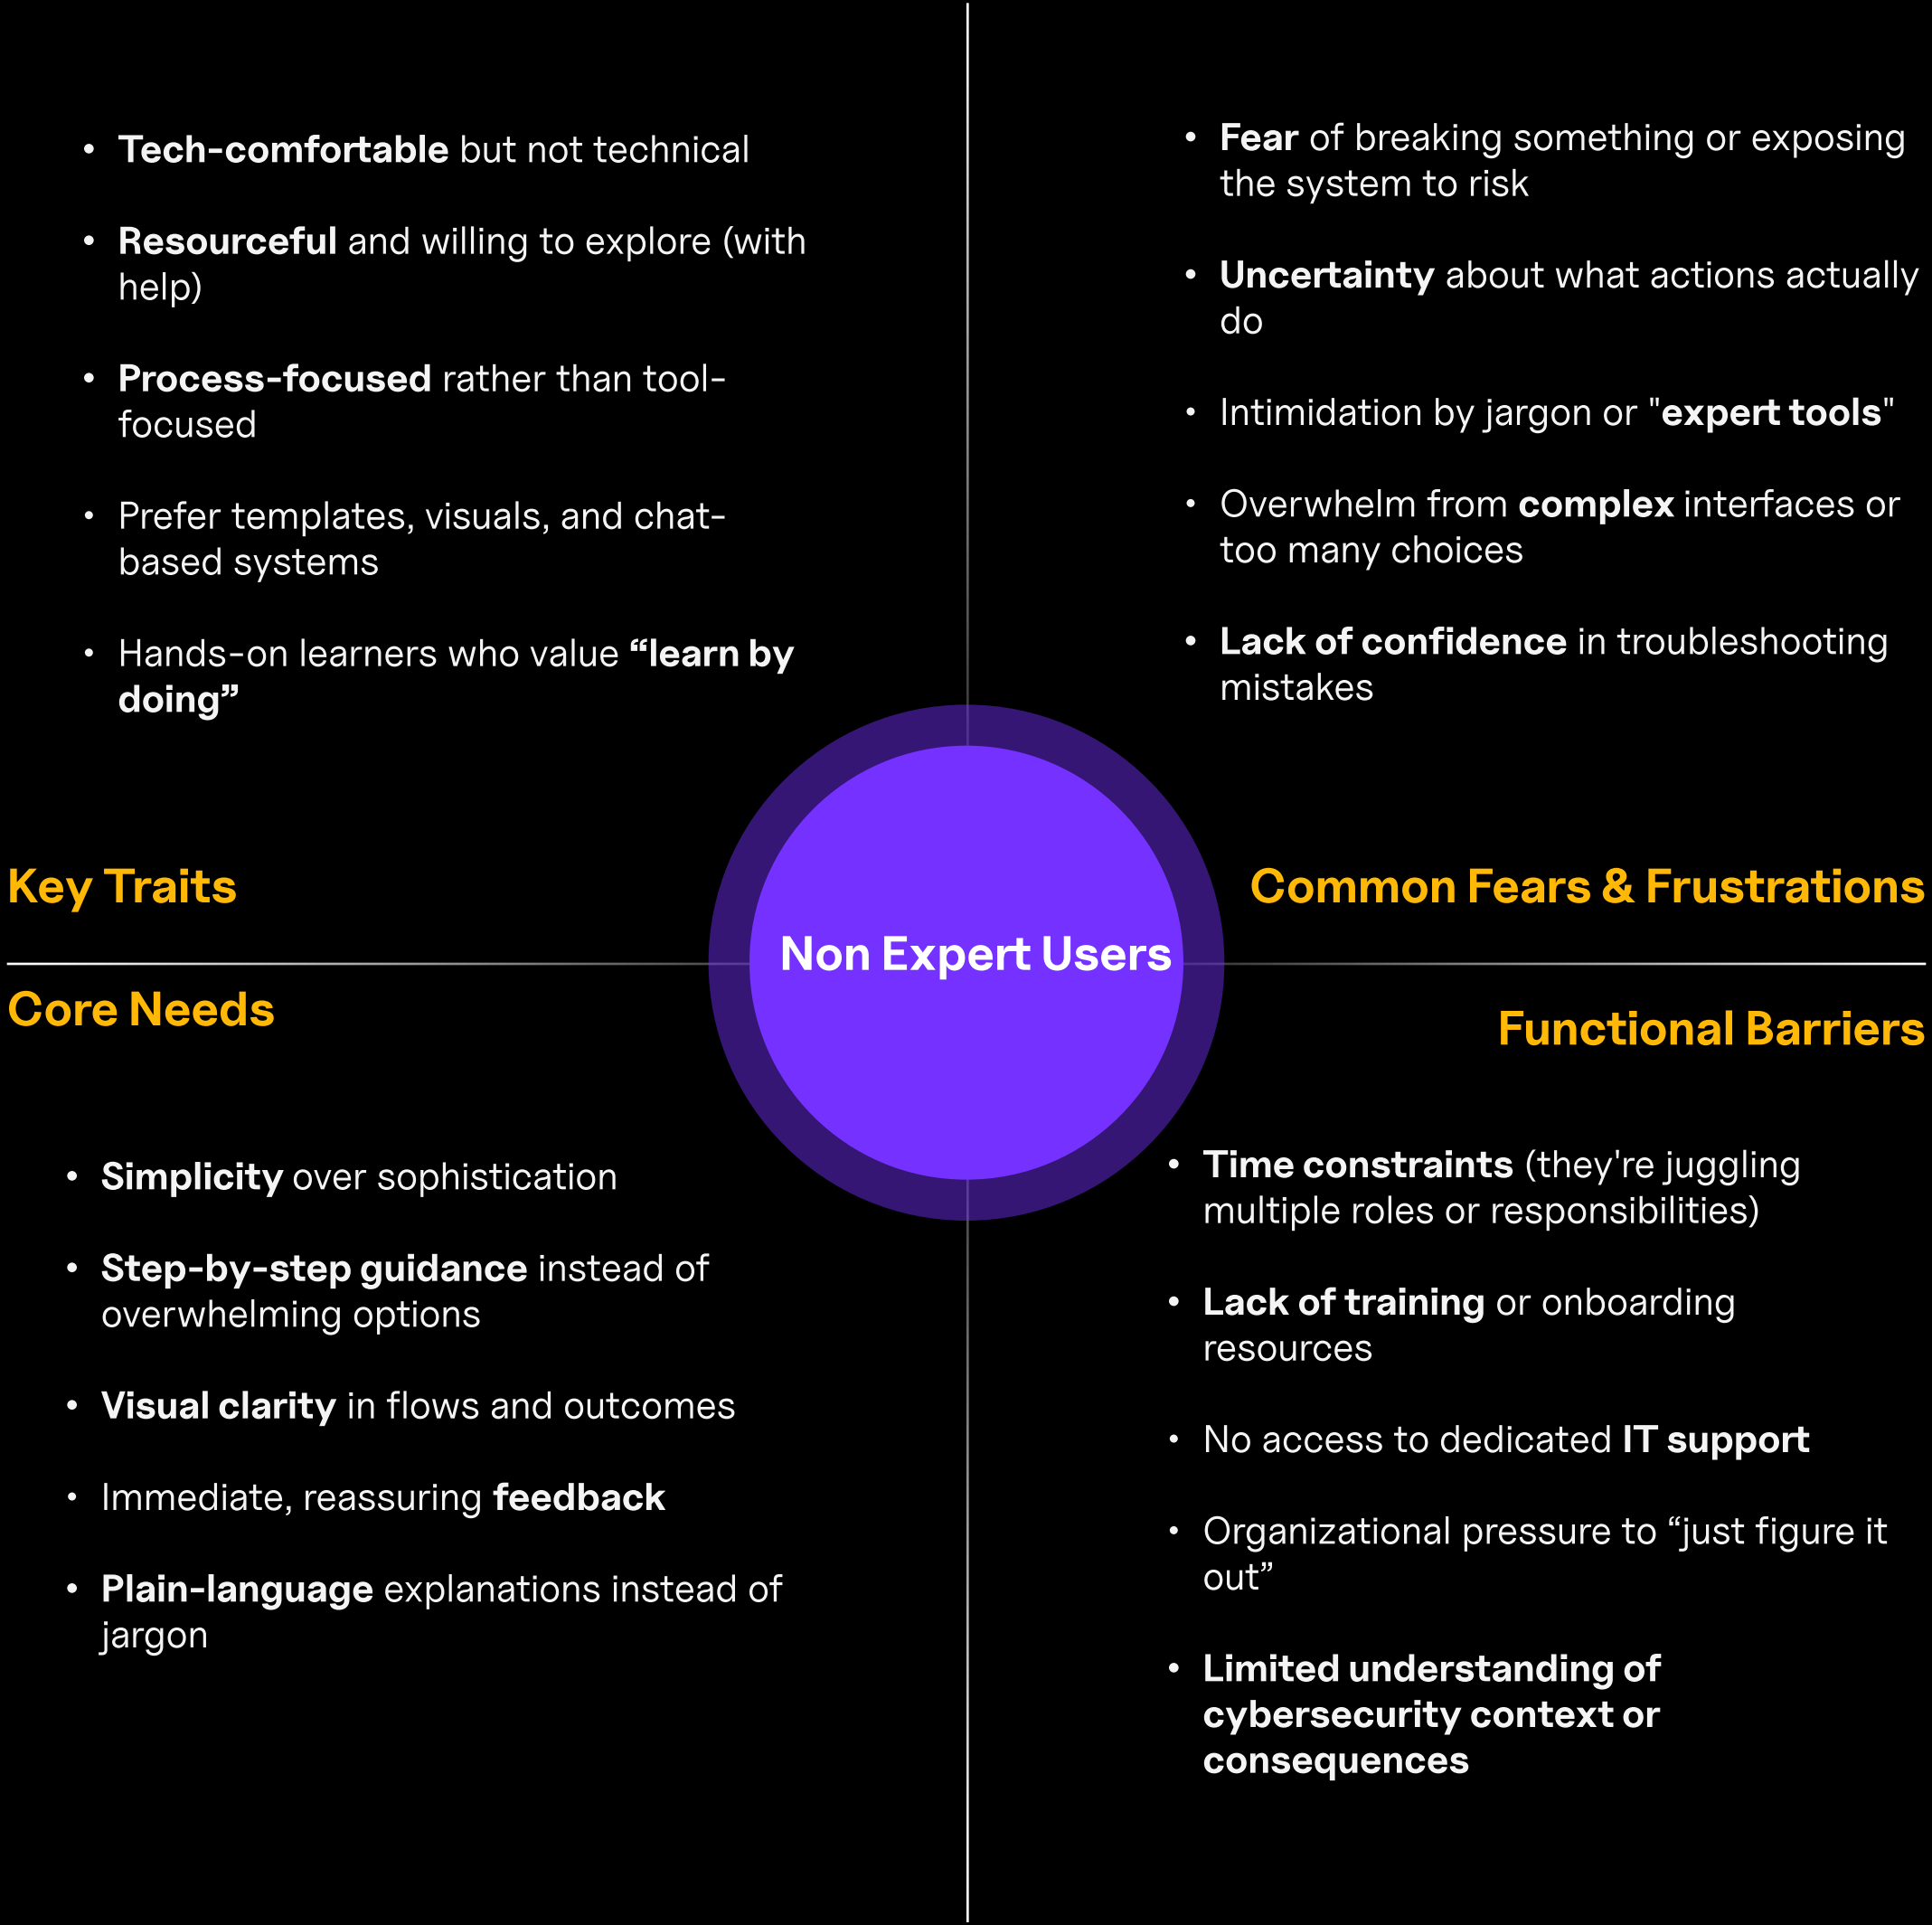 • Tech-comfortable but not technical
• Resourceful and willing to explore (with
help)
• Process-focused rather than tool-
focused
• Prefer templates, visuals, and chat-
based systems
• Hands-on learners who value “learn by
doing”
Key Traits
• Fear of breaking something or exposing
the system to risk
• Uncertainty about what actions actually
do
• Intimidation by jargon or "expert tools"
• Overwhelm from complex interfaces or
too many choices
• Lack of confidence in troubleshooting
mistakes
Common Fears & Frustrations
Non Expert Users
Core Needs
• Simplicity over sophistication
• Step-by-step guidance instead of
overwhelming options
• Visual clarity in flows and outcomes
• Immediate, reassuring feedback
• Plain-language explanations instead of
jargon
Functional Barriers
• Time constraints (they're juggling
multiple roles or responsibilities)
• Lack of training or onboarding
resources
• No access to dedicated IT support
• Organizational pressure to “just figure it
out”
• Limited understanding of
cybersecurity context or
consequences